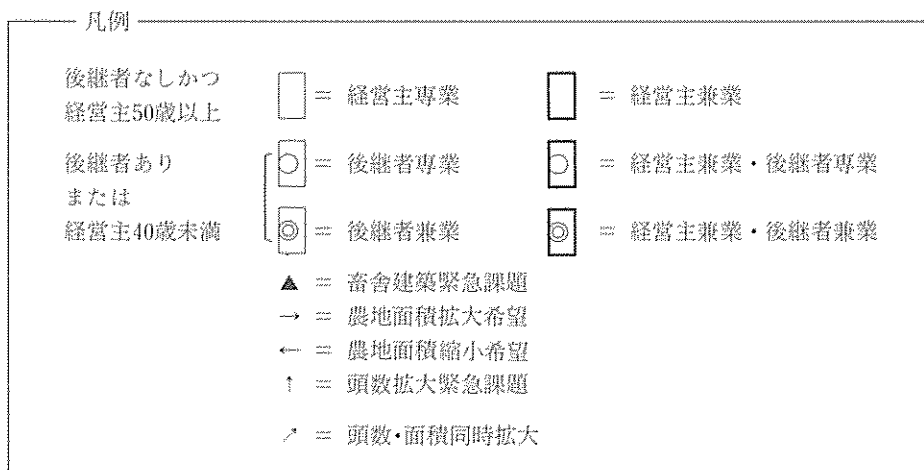 凡例
後継者なしかつ
経営主50歳以上
= 経営主専業
= 経営主兼業
後継者あり
または
経営主40歳未満
○ = 後継者専業
○ = 経営主兼業・後継者専業
◎ = 後継者兼業
◎ = 経営主兼業・後継者兼業
▲ = 畜舎建築緊急課題
→ = 農地面積拡大希望
← = 農地面積縮小希望
↑ = 頭数拡大緊急課題
↗ = 頭数・面積同時拡大